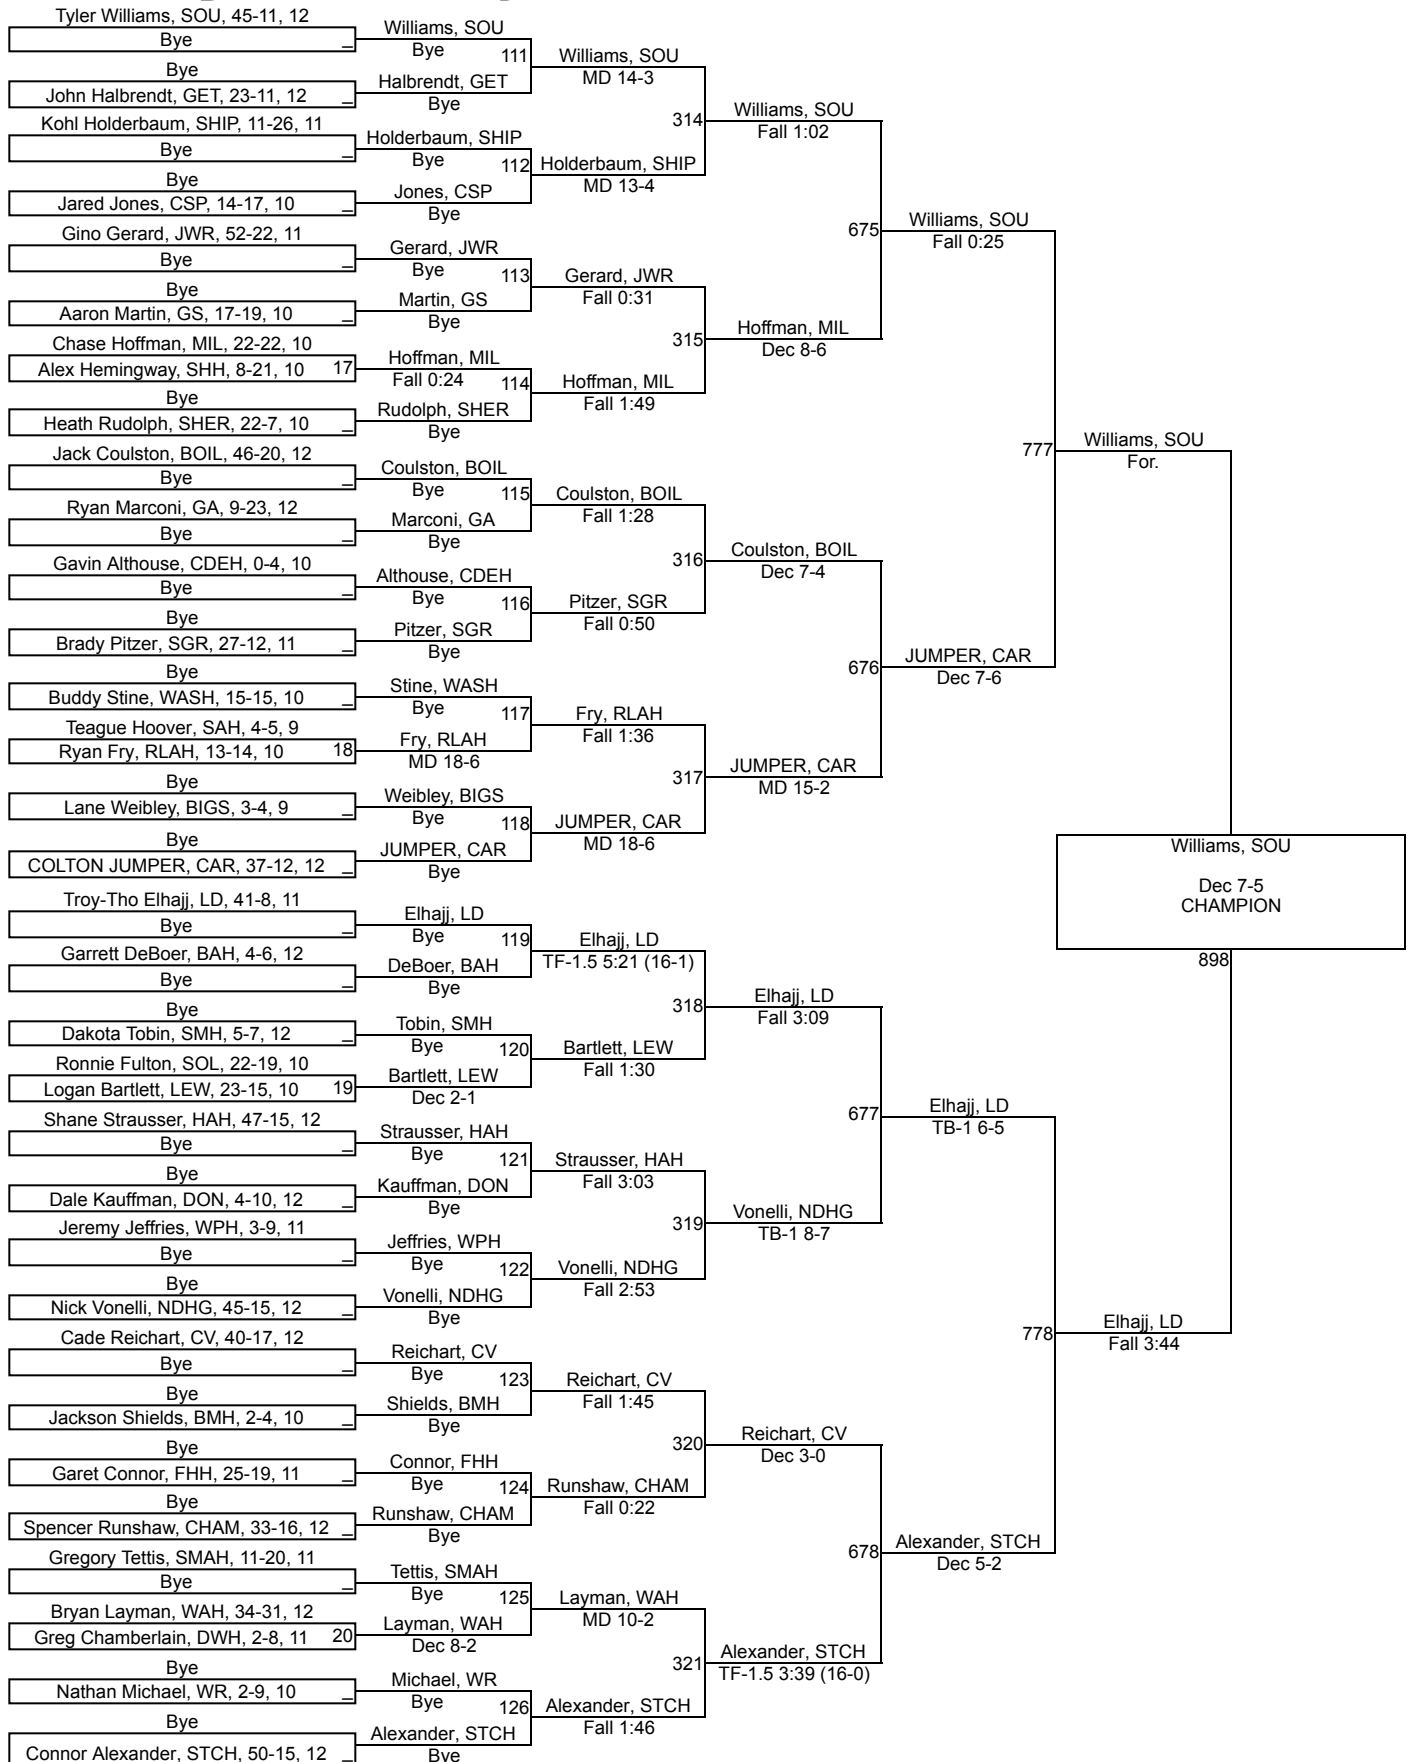 Tyler Williams, SOU, 45-11, 12
Bye _
Bye
John Halbrendt, GET, 23-11, 12 _
Kohl Holderbaum, SHIP, 11-26, 11
Bye _
Bye
Jared Jones, CSP, 14-17, 10 _
Gino Gerard, JWR, 52-22, 11
Bye _
Bye
Aaron Martin, GS, 17-19, 10 _
Chase Hoffman, MIL, 22-22, 10
Alex Hemingway, SHH, 8-21, 10 17
Bye
Heath Rudolph, SHER, 22-7, 10 _
Jack Coulston, BOIL, 46-20, 12
Bye _
Ryan Marconi, GA, 9-23, 12
Bye _
Gavin Althouse, CDEH, 0-4, 10
Bye _
Bye
Brady Pitzer, SGR, 27-12, 11 _
Bye
Buddy Stine, WASH, 15-15, 10 _
Teague Hoover, SAH, 4-5, 9
Ryan Fry, RLAH, 13-14, 10 18
Bye
Lane Weibley, BIGS, 3-4, 9 _
Bye
COLTON JUMPER, CAR, 37-12, 12 _
Troy-Tho Elhajj, LD, 41-8, 11
Bye _
Garrett DeBoer, BAH, 4-6, 12
Bye _
Bye
Dakota Tobin, SMH, 5-7, 12 _
Ronnie Fulton, SOL, 22-19, 10
Logan Bartlett, LEW, 23-15, 10 19
Shane Strausser, HAH, 47-15, 12
Bye _
Bye
Dale Kauffman, DON, 4-10, 12 _
Jeremy Jeffries, WPH, 3-9, 11
Bye _
Bye
Nick Vonelli, NDHG, 45-15, 12 _
Cade Reichart, CV, 40-17, 12
Bye _
Bye
Jackson Shields, BMH, 2-4, 10 _
Bye
Garet Connor, FHH, 25-19, 11 _
Bye
Spencer Runshaw, CHAM, 33-16, 12 _
Gregory Tettis, SMAH, 11-20, 11
Bye _
Bryan Layman, WAH, 34-31, 12
Greg Chamberlain, DWH, 2-8, 11 20
Bye
Nathan Michael, WR, 2-9, 10 _
Bye
Connor Alexander, STCH, 50-15, 12 _
Williams, SOU
Bye
111
Halbrendt, GET
Bye
Holderbaum, SHIP
Bye
112
Jones, CSP
Bye
Gerard, JWR
Bye
113
Martin, GS
Bye
Hoffman, MIL
Fall 0:24
114
Rudolph, SHER
Bye
Coulston, BOIL
Bye
115
Marconi, GA
Bye
Althouse, CDEH
Bye
116
Pitzer, SGR
Bye
Stine, WASH
Bye
117
Fry, RLAH
MD 18-6
Weibley, BIGS
Bye
118
JUMPER, CAR
Bye
Elhajj, LD
Bye
119
DeBoer, BAH
Bye
Tobin, SMH
Bye
120
Bartlett, LEW
Dec 2-1
Strausser, HAH
Bye
121
Kauffman, DON
Bye
Jeffries, WPH
Bye
122
Vonelli, NDHG
Bye
Reichart, CV
Bye
123
Shields, BMH
Bye
Connor, FHH
Bye
124
Runshaw, CHAM
Bye
Tettis, SMAH
Bye
125
Layman, WAH
Dec 8-2
Michael, WR
Bye
126
Alexander, STCH
Bye
Williams, SOU
MD 14-3
314
Holderbaum, SHIP
MD 13-4
Gerard, JWR
Fall 0:31
315
Hoffman, MIL
Fall 1:49
Coulston, BOIL
Fall 1:28
316
Pitzer, SGR
Fall 0:50
Fry, RLAH
Fall 1:36
317
JUMPER, CAR
MD 18-6
Elhajj, LD
TF-1.5 5:21 (16-1)
318
Bartlett, LEW
Fall 1:30
Strausser, HAH
Fall 3:03
319
Vonelli, NDHG
Fall 2:53
Reichart, CV
Fall 1:45
320
Runshaw, CHAM
Fall 0:22
Layman, WAH
MD 10-2
321
Alexander, STCH
Fall 1:46
Williams, SOU
Fall 1:02
675
Hoffman, MIL
Dec 8-6
Coulston, BOIL
Dec 7-4
676
JUMPER, CAR
MD 15-2
Elhajj, LD
Fall 3:09
677
Vonelli, NDHG
TB-1 8-7
Reichart, CV
Dec 3-0
678
Alexander, STCH
TF-1.5 3:39 (16-0)
Williams, SOU
Fall 0:25
777
JUMPER, CAR
Dec 7-6
Elhajj, LD
TB-1 6-5
778
Alexander, STCH
Dec 5-2
Williams, SOU
For.
Elhajj, LD
Fall 3:44
Williams, SOU
Dec 7-5
CHAMPION
898